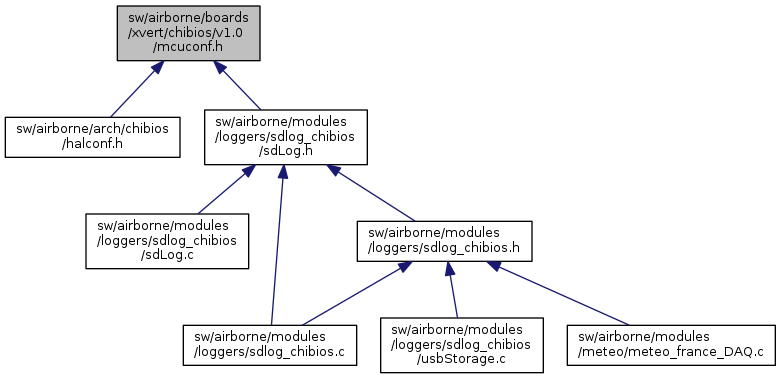 sw/airborne/boards
/xvert/chibios/v1.0
/mcuconf.h
sw/airborne/arch/chibios
/halconf.h
sw/airborne/modules
/loggers/sdlog_chibios
/sdLog.h
sw/airborne/modules
/loggers/sdlog_chibios
/sdLog.c
sw/airborne/modules
/loggers/sdlog_chibios.h
sw/airborne/modules
/loggers/sdlog_chibios.c
sw/airborne/modules
/loggers/sdlog_chibios
/usbStorage.c
sw/airborne/modules
/meteo/meteo_france_DAQ.c